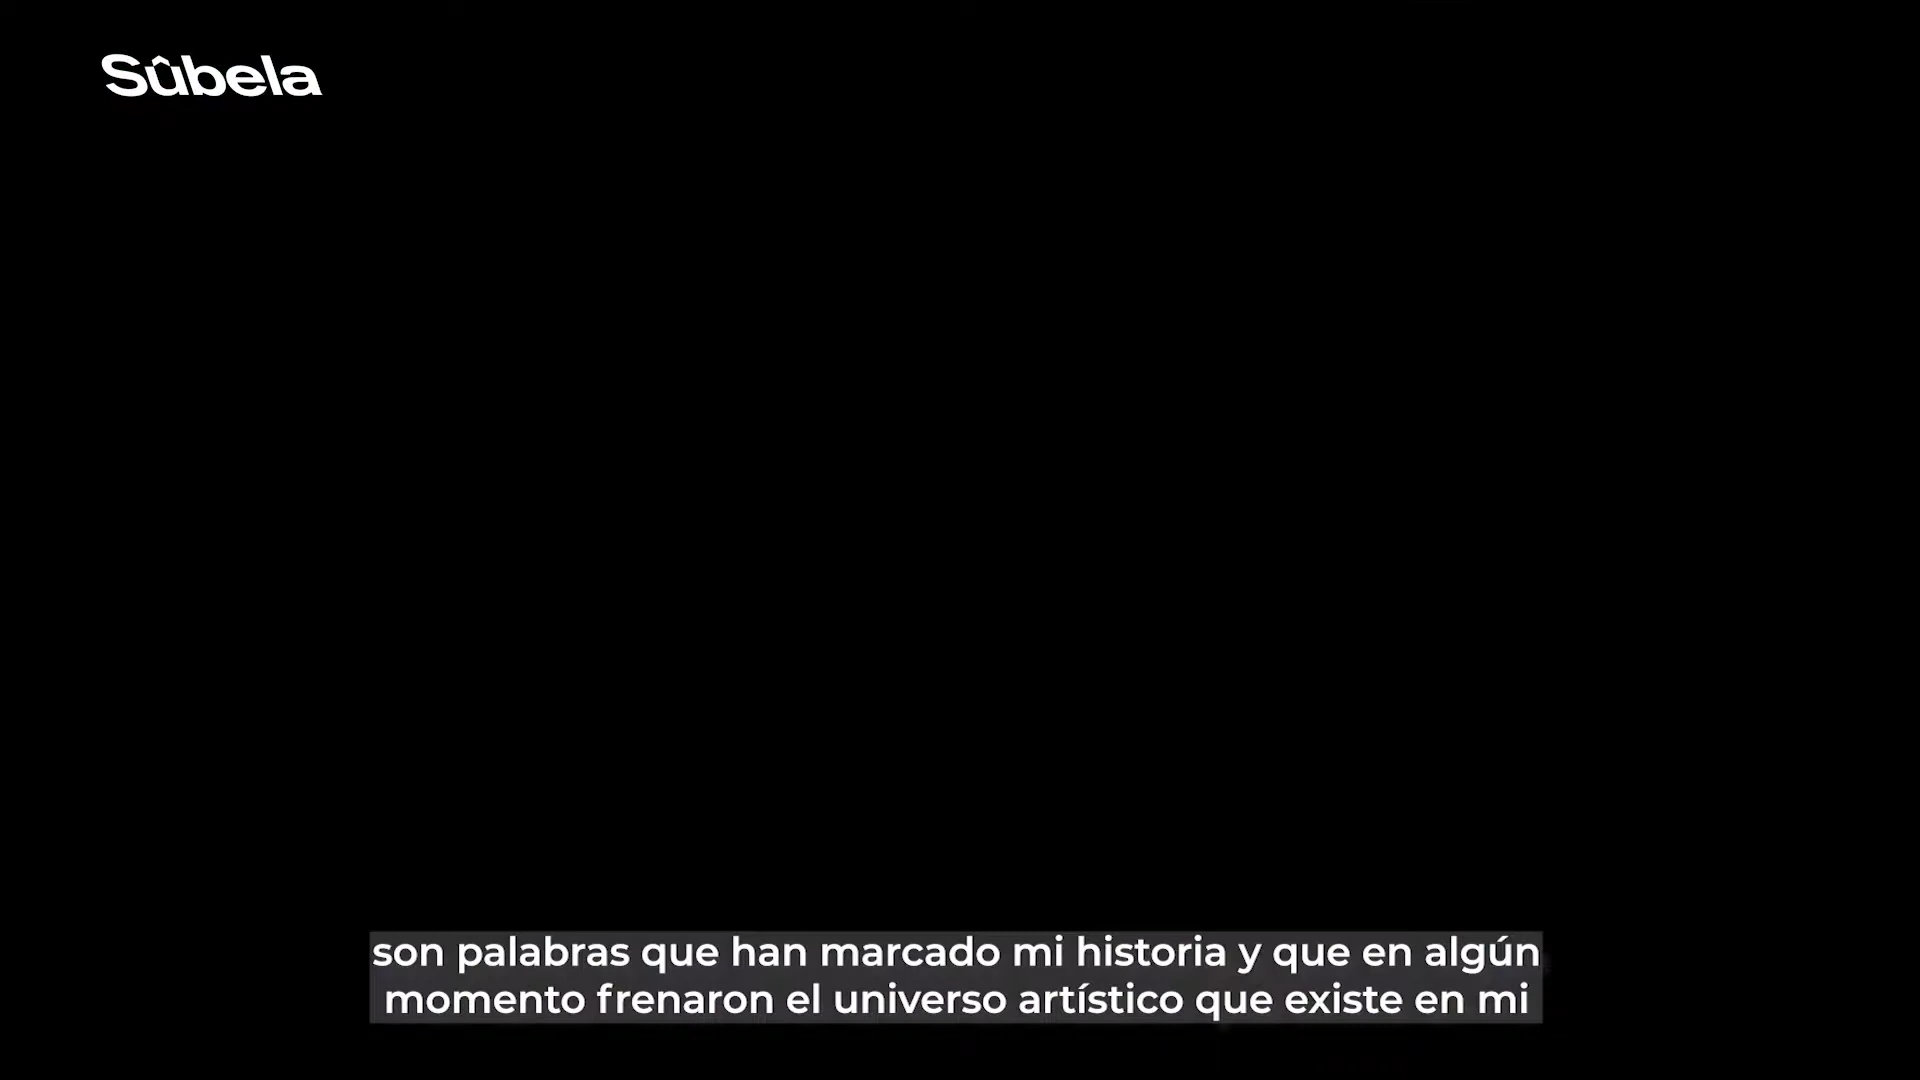 Sûbela
son palabras que han marcado mi historia y que en algún
momento frenaron el universo artístico que existe en mi